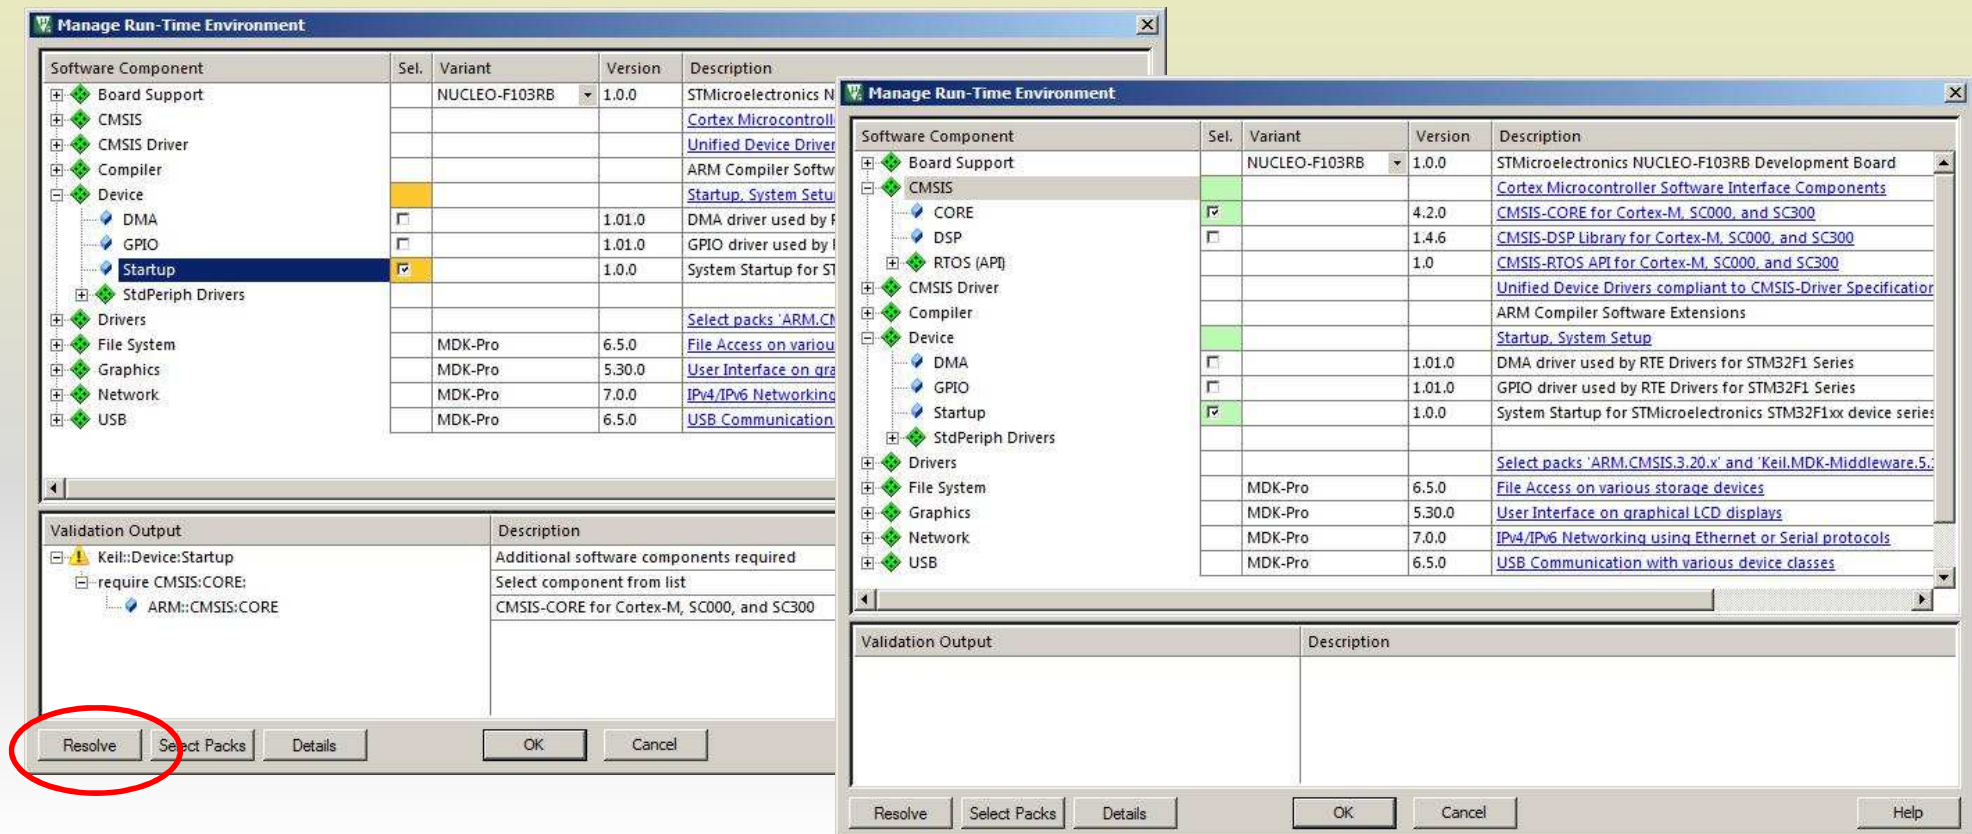 Manage Run-Time Environment
Software Component Sel. Variant Version Description
Board Support NUCLEO-F103RB 1.0.0 STMicroelectronics N
CMSIS Cortex Microcontroll
CMSIS Driver Unified Device Driver
Compiler ARM Compiler Softw
Device Startup, System Setu
DMA 1.01.0 DMA driver used by
GPIO 1.01.0 GPIO driver used by
Startup 1.0.0 System Startup for ST
StdPeriph Drivers
Drivers Select packs 'ARM.CM
File System MDK-Pro 6.5.0 File Access on variou
Graphics MDK-Pro 5.30.0 User Interface on gra
Network MDK-Pro 7.0.0 IPv4/IPv6 Networking
USB MDK-Pro 6.5.0 USB Communication
Validation Output Description
Keil::Device:Startup Additional software components required
require CMSIS:CORE: Select component from list
ARM::CMSIS:CORE CMSIS-CORE for Cortex-M, SC000, and SC300
Resolve Select Packs Details OK Cancel
Manage Run-Time Environment
Software Component Sel. Variant Version Description
Board Support NUCLEO-F103RB 1.0.0 STMicroelectronics NUCLEO-F103RB Development Board
CMSIS Cortex Microcontroller Software Interface Components
CORE 4.2.0 CMSIS-CORE for Cortex-M, SC000, and SC300
DSP 1.4.6 CMSIS-DSP Library for Cortex-M, SC000, and SC300
RTOS (API) 1.0 CMSIS-RTOS API for Cortex-M, SC000, and SC300
CMSIS Driver Unified Device Drivers compliant to CMSIS-Driver Specification
Compiler ARM Compiler Software Extensions
Device Startup, System Setup
DMA 1.01.0 DMA driver used by RTE Drivers for STM32F1 Series
GPIO 1.01.0 GPIO driver used by RTE Drivers for STM32F1 Series
Startup 1.0.0 System Startup for STMicroelectronics STM32F1xx device series
StdPeriph Drivers
Drivers Select packs 'ARM.CMSIS.3.20.x' and 'Keil.MDK-Middleware.5.
File System MDK-Pro 6.5.0 File Access on various storage devices
Graphics MDK-Pro 5.30.0 User Interface on graphical LCD displays
Network MDK-Pro 7.0.0 IPv4/IPv6 Networking using Ethernet or Serial protocols
USB MDK-Pro 6.5.0 USB Communication with various device classes
Validation Output Description
Resolve Select Packs Details OK Cancel Help